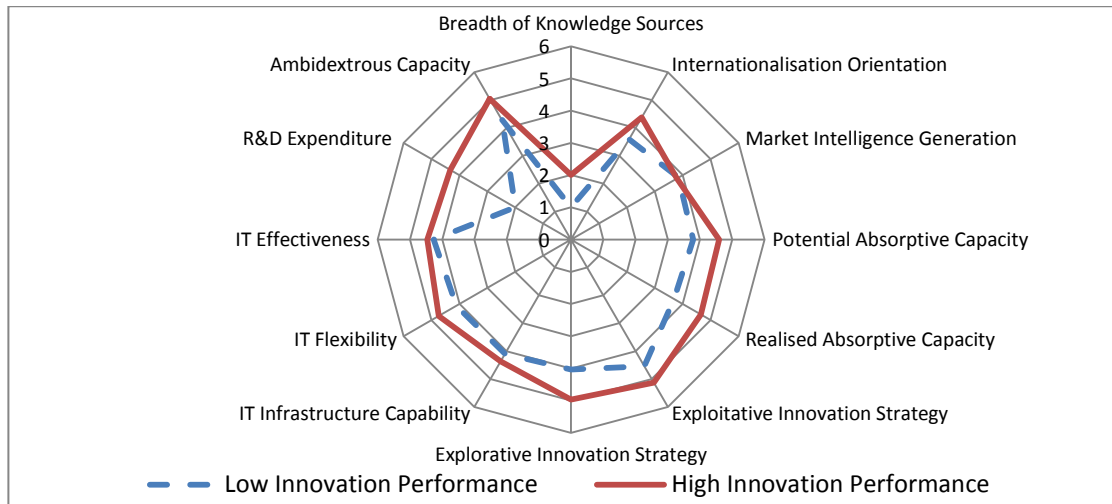 Breadth of Knowledge Sources
6
Ambidextrous Capacity
Internationalisation Orientation
5
4
R&D Expenditure
Market Intelligence Generation
3
2
1
IT Effectiveness
0
Potential Absorptive Capacity
IT Flexibility
Realised Absorptive Capacity
IT Infrastructure Capability
Exploitative Innovation Strategy
Explorative Innovation Strategy
Low Innovation Performance
High Innovation Performance